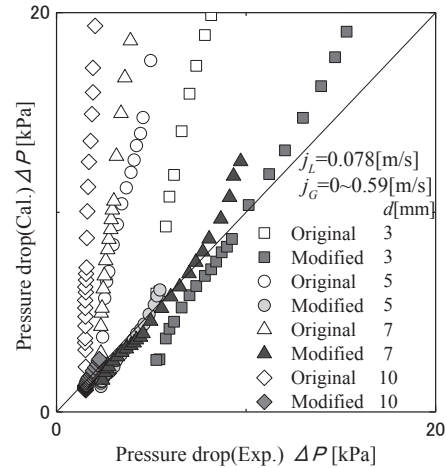 20
Pressure drop(Cal.) ΔP [kPa]
j_L=0.078[m/s]
j_G=0~0.59[m/s]
d[mm]
Original 3
Modified 3
Original 5
Modified 5
Original 7
Modified 7
Original 10
Modified 10
0
0 20
Pressure drop(Exp.) ΔP [kPa]